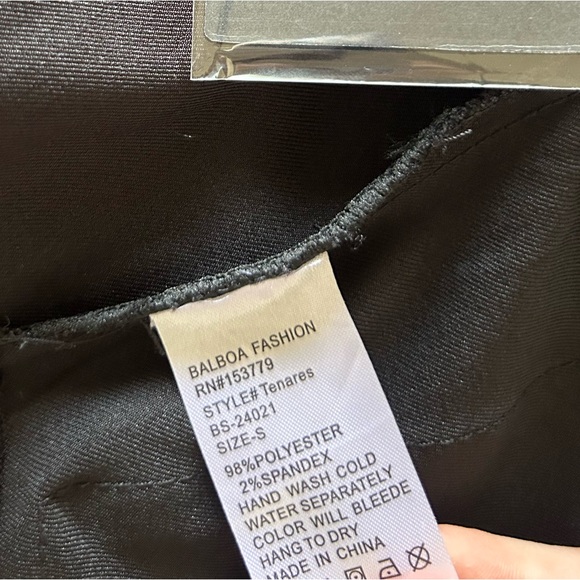 BALBOA FASHION
RN#153779
STYLE# Tenares
BS-24021
SIZE-S
98%POLYESTER
2%SPANDEX
HAND WASH COLD
WATER SEPARATELY
COLOR WILL BLEEDE
HANG TO DRY
MADE IN CHINA